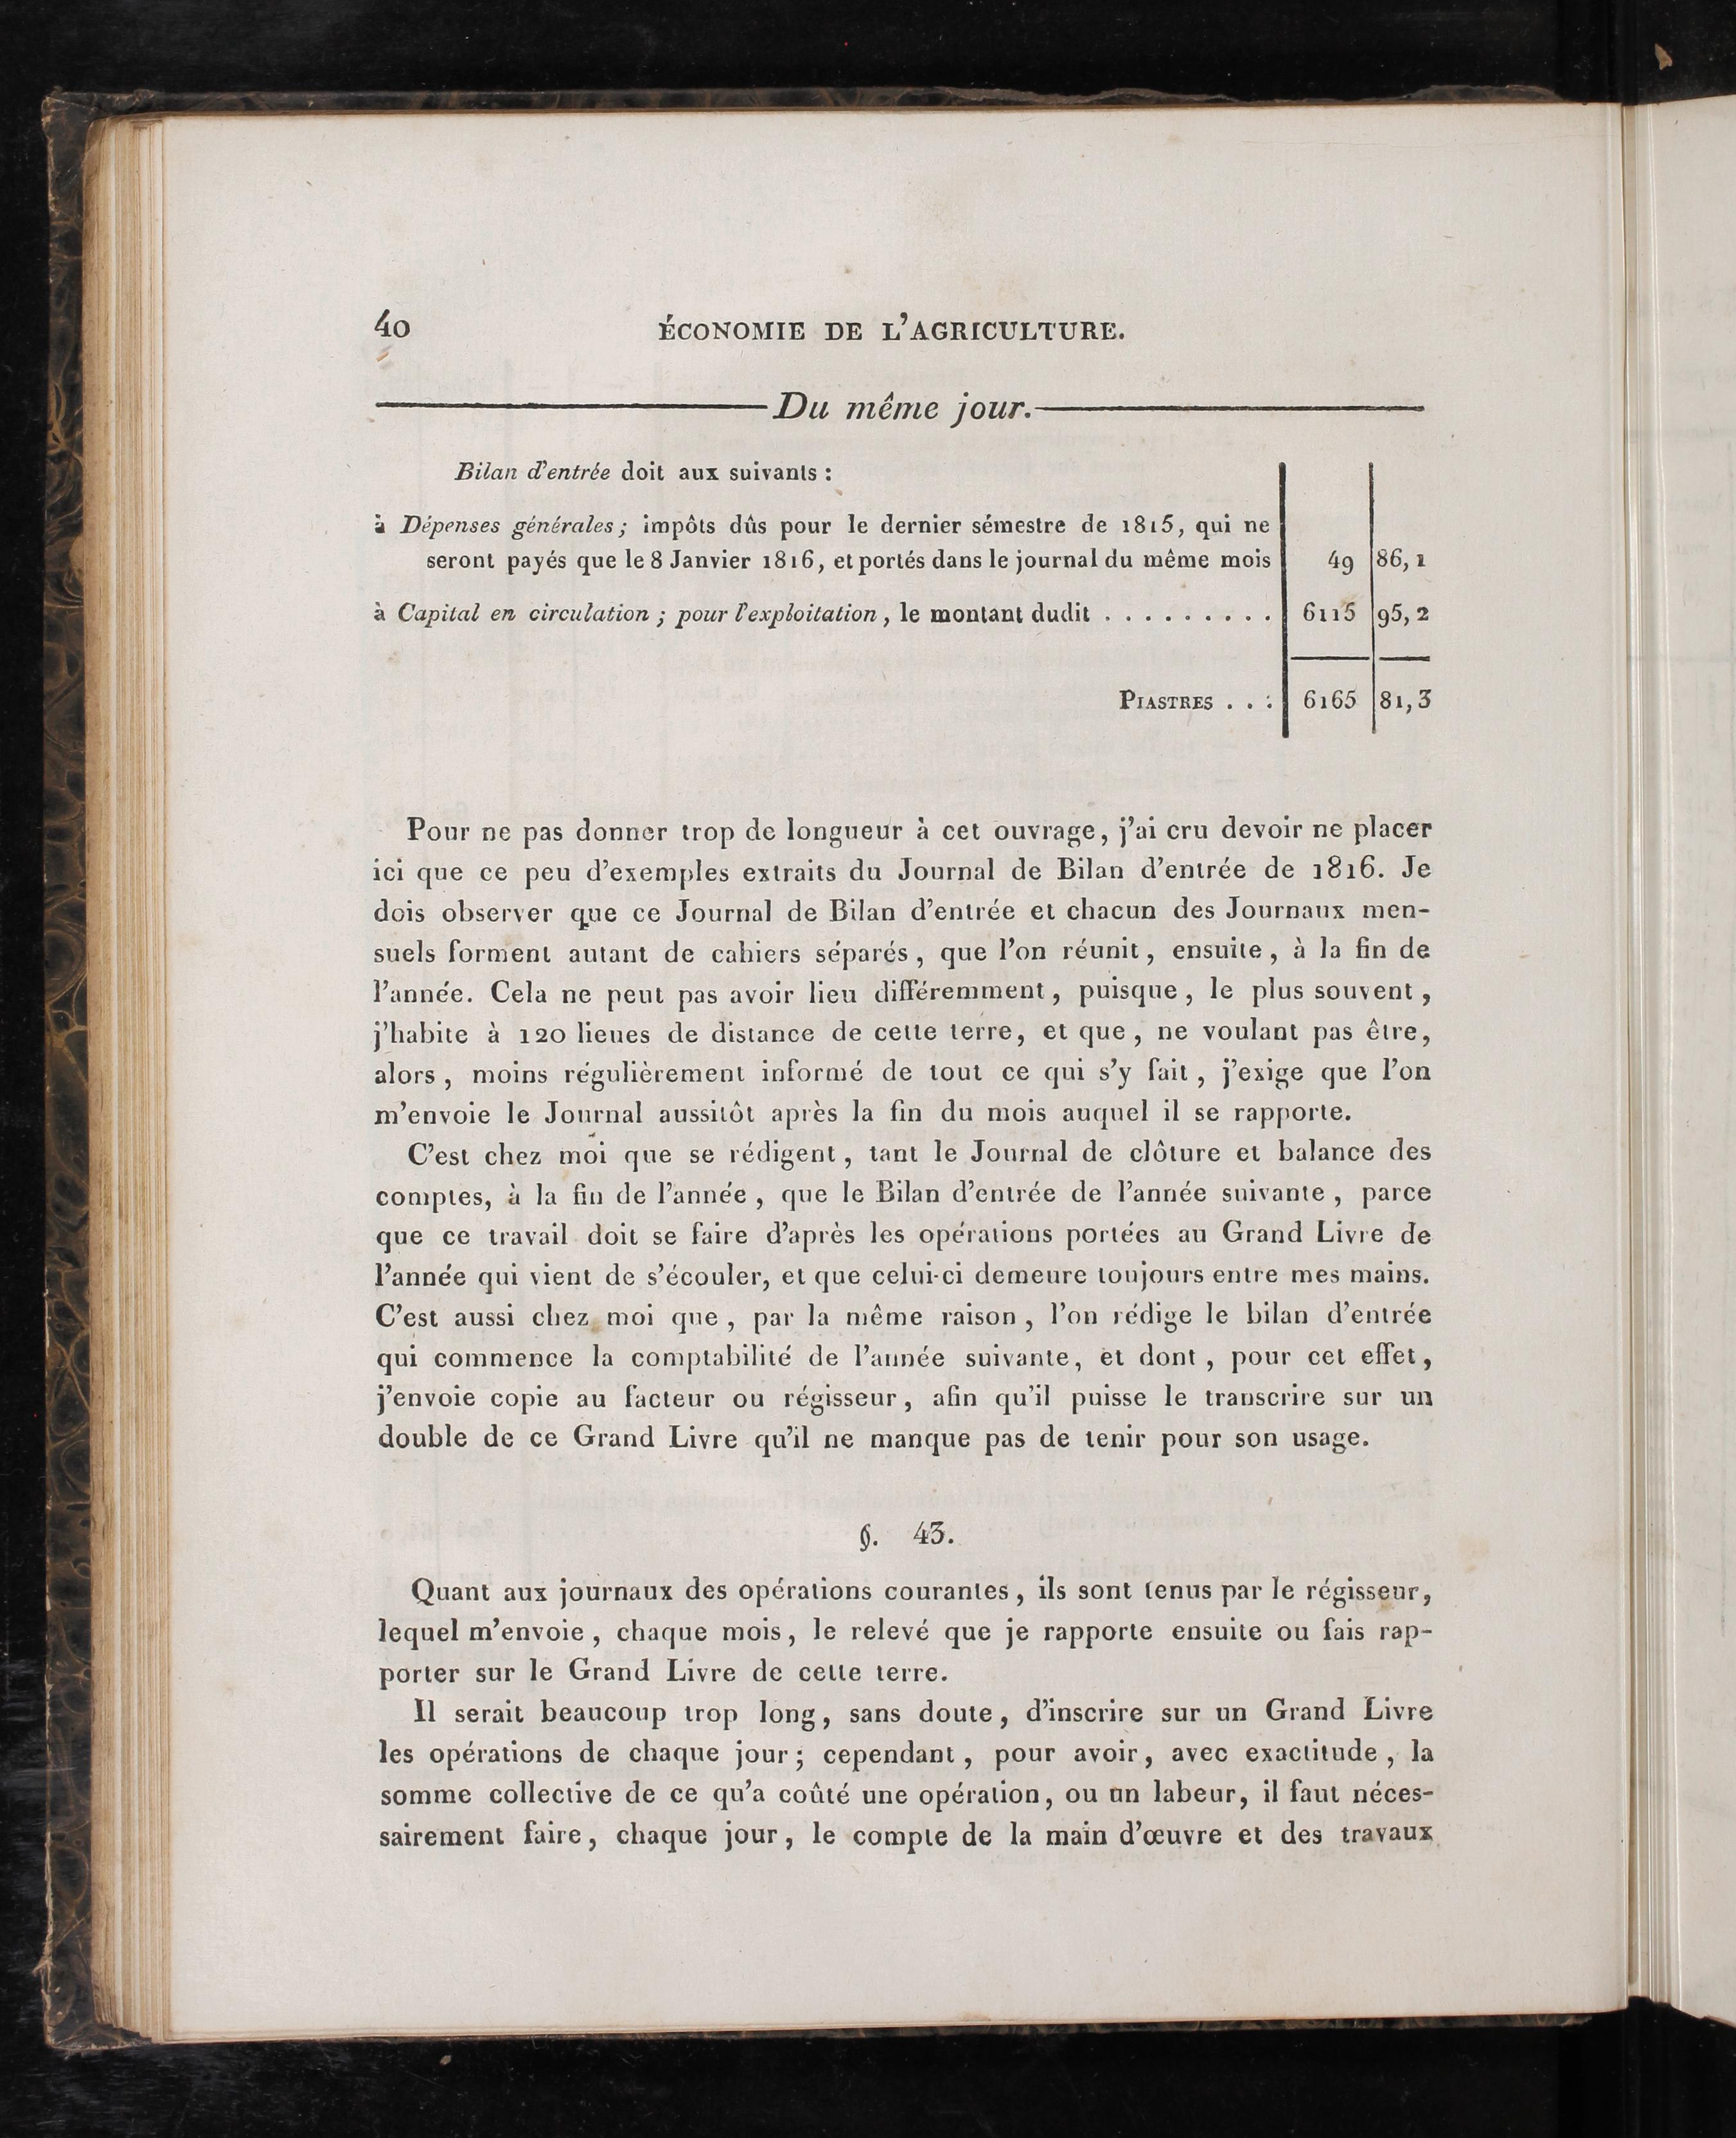 40 ÉCONOMIE DE L'AGRICULTURE.
Du même jour.
Bilan d'entrée doit aux suivants :
à Dépenses générales; impôts dûs pour le dernier sémestre de 1815, qui ne
seront payés que le 8 Janvier 1816, et portés dans le journal du même mois 49 86,1
à Capital en circulation ; pour l'exploitation, le montant dudit . . . . . . . . . 6115 95,2
PIASTRES . . : 6165 81,3
Pour ne pas donner trop de longueur à cet ouvrage, j'ai cru devoir ne placer
ici que ce peu d'exemples extraits du Journal de Bilan d'entrée de 1816. Je
dois observer que ce Journal de Bilan d'entrée et chacun des Journaux men-
suels forment autant de cahiers séparés, que l'on réunit, ensuite, à la fin de
l'année. Cela ne peut pas avoir lieu différemment, puisque, le plus souvent,
j'habite à 120 lieues de distance de cette terre, et que, ne voulant pas être,
alors, moins régulièrement informé de tout ce qui s'y fait, j'exige que l'on
m'envoie le Journal aussitôt après la fin du mois auquel il se rapporte.
C'est chez moi que se rédigent, tant le Journal de clôture et balance des
comptes, à la fin de l'année, que le Bilan d'entrée de l'année suivante, parce
que ce travail doit se faire d'après les opérations portées au Grand Livre de
l'année qui vient de s'écouler, et que celui-ci demeure toujours entre mes mains.
C'est aussi chez moi que, par la même raison, l'on rédige le bilan d'entrée
qui commence la comptabilité de l'année suivante, et dont, pour cet effet,
j'envoie copie au facteur ou régisseur, afin qu'il puisse le transcrire sur un
double de ce Grand Livre qu'il ne manque pas de tenir pour son usage.
§. 43.
Quant aux journaux des opérations courantes, ils sont tenus par le régisseur,
lequel m'envoie, chaque mois, le relevé que je rapporte ensuite ou fais rap-
porter sur le Grand Livre de cette terre.
Il serait beaucoup trop long, sans doute, d'inscrire sur un Grand Livre
les opérations de chaque jour; cependant, pour avoir, avec exactitude, la
somme collective de ce qu'a coûté une opération, ou un labeur, il faut néces-
sairement faire, chaque jour, le compte de la main d'œuvre et des travaux